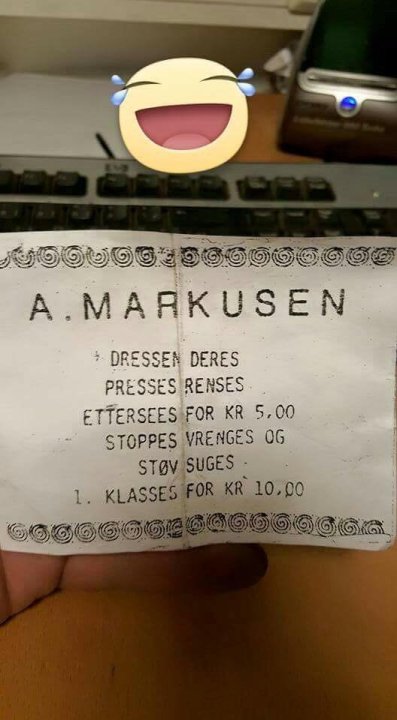 A.MARKUSEN
DRESSEN DERES
PRESSES RENSES
ETTERSEES FOR KR 5,00
STOPPES VRENGES OG
STØV SUGES
1. KLASSES FOR KR 10,00